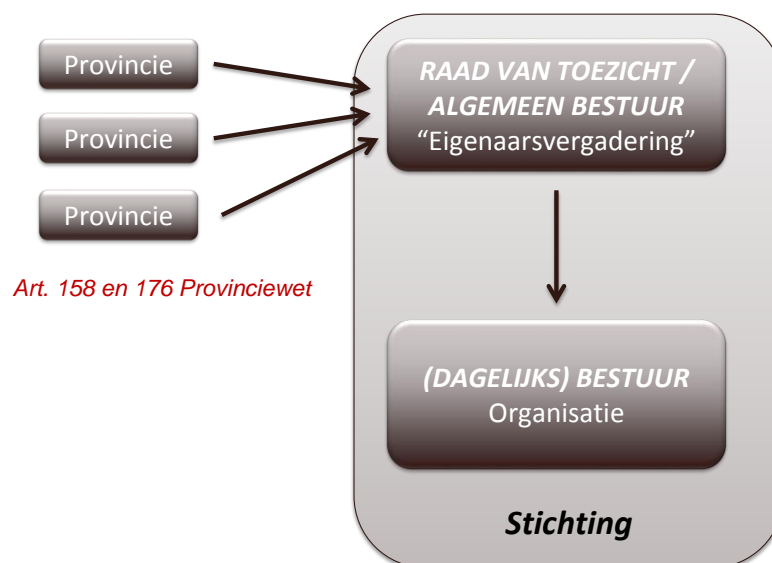 Provincie
Provincie
Provincie
Art. 158 en 176 Provinciewet
RAAD VAN TOEZICHT /
ALGEMEEN BESTUUR
“Eigenaarsvergadering”
(DAGELIJKS) BESTUUR
Organisatie
Stichting